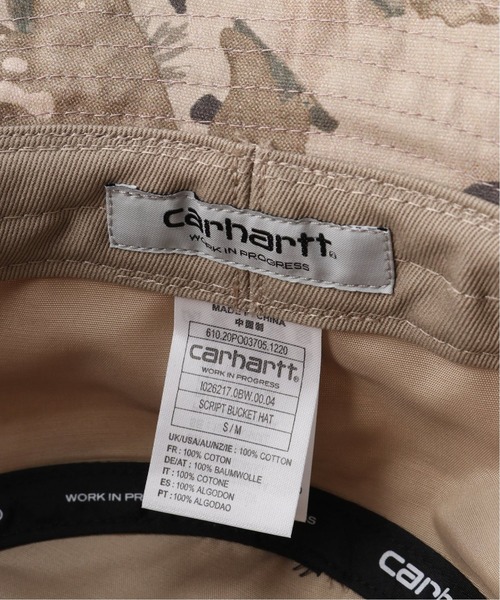 carhartt
WORK IN PROGRESS
MADE IN CHINA
中國制
610.20PO03705.1220
carhartt
WORK IN PROGRESS
I026217.0BW.00.04
SCRIPT BUCKET HAT
S / M
UK/USA/AU/NZ/IE : 100% COTTON
FR : 100% COTON
DE/AT : 100% BAUMWOLLE
IT : 100% COTONE
ES : 100% ALGODON
PT : 100% ALGODAO
WORK IN PR
S
carh